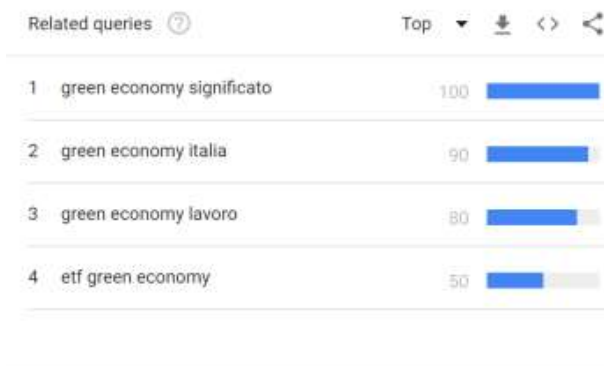 Related queries ? Top
1 green economy significato 100
2 green economy italia 90
3 green economy lavoro 80
4 etf green economy 50